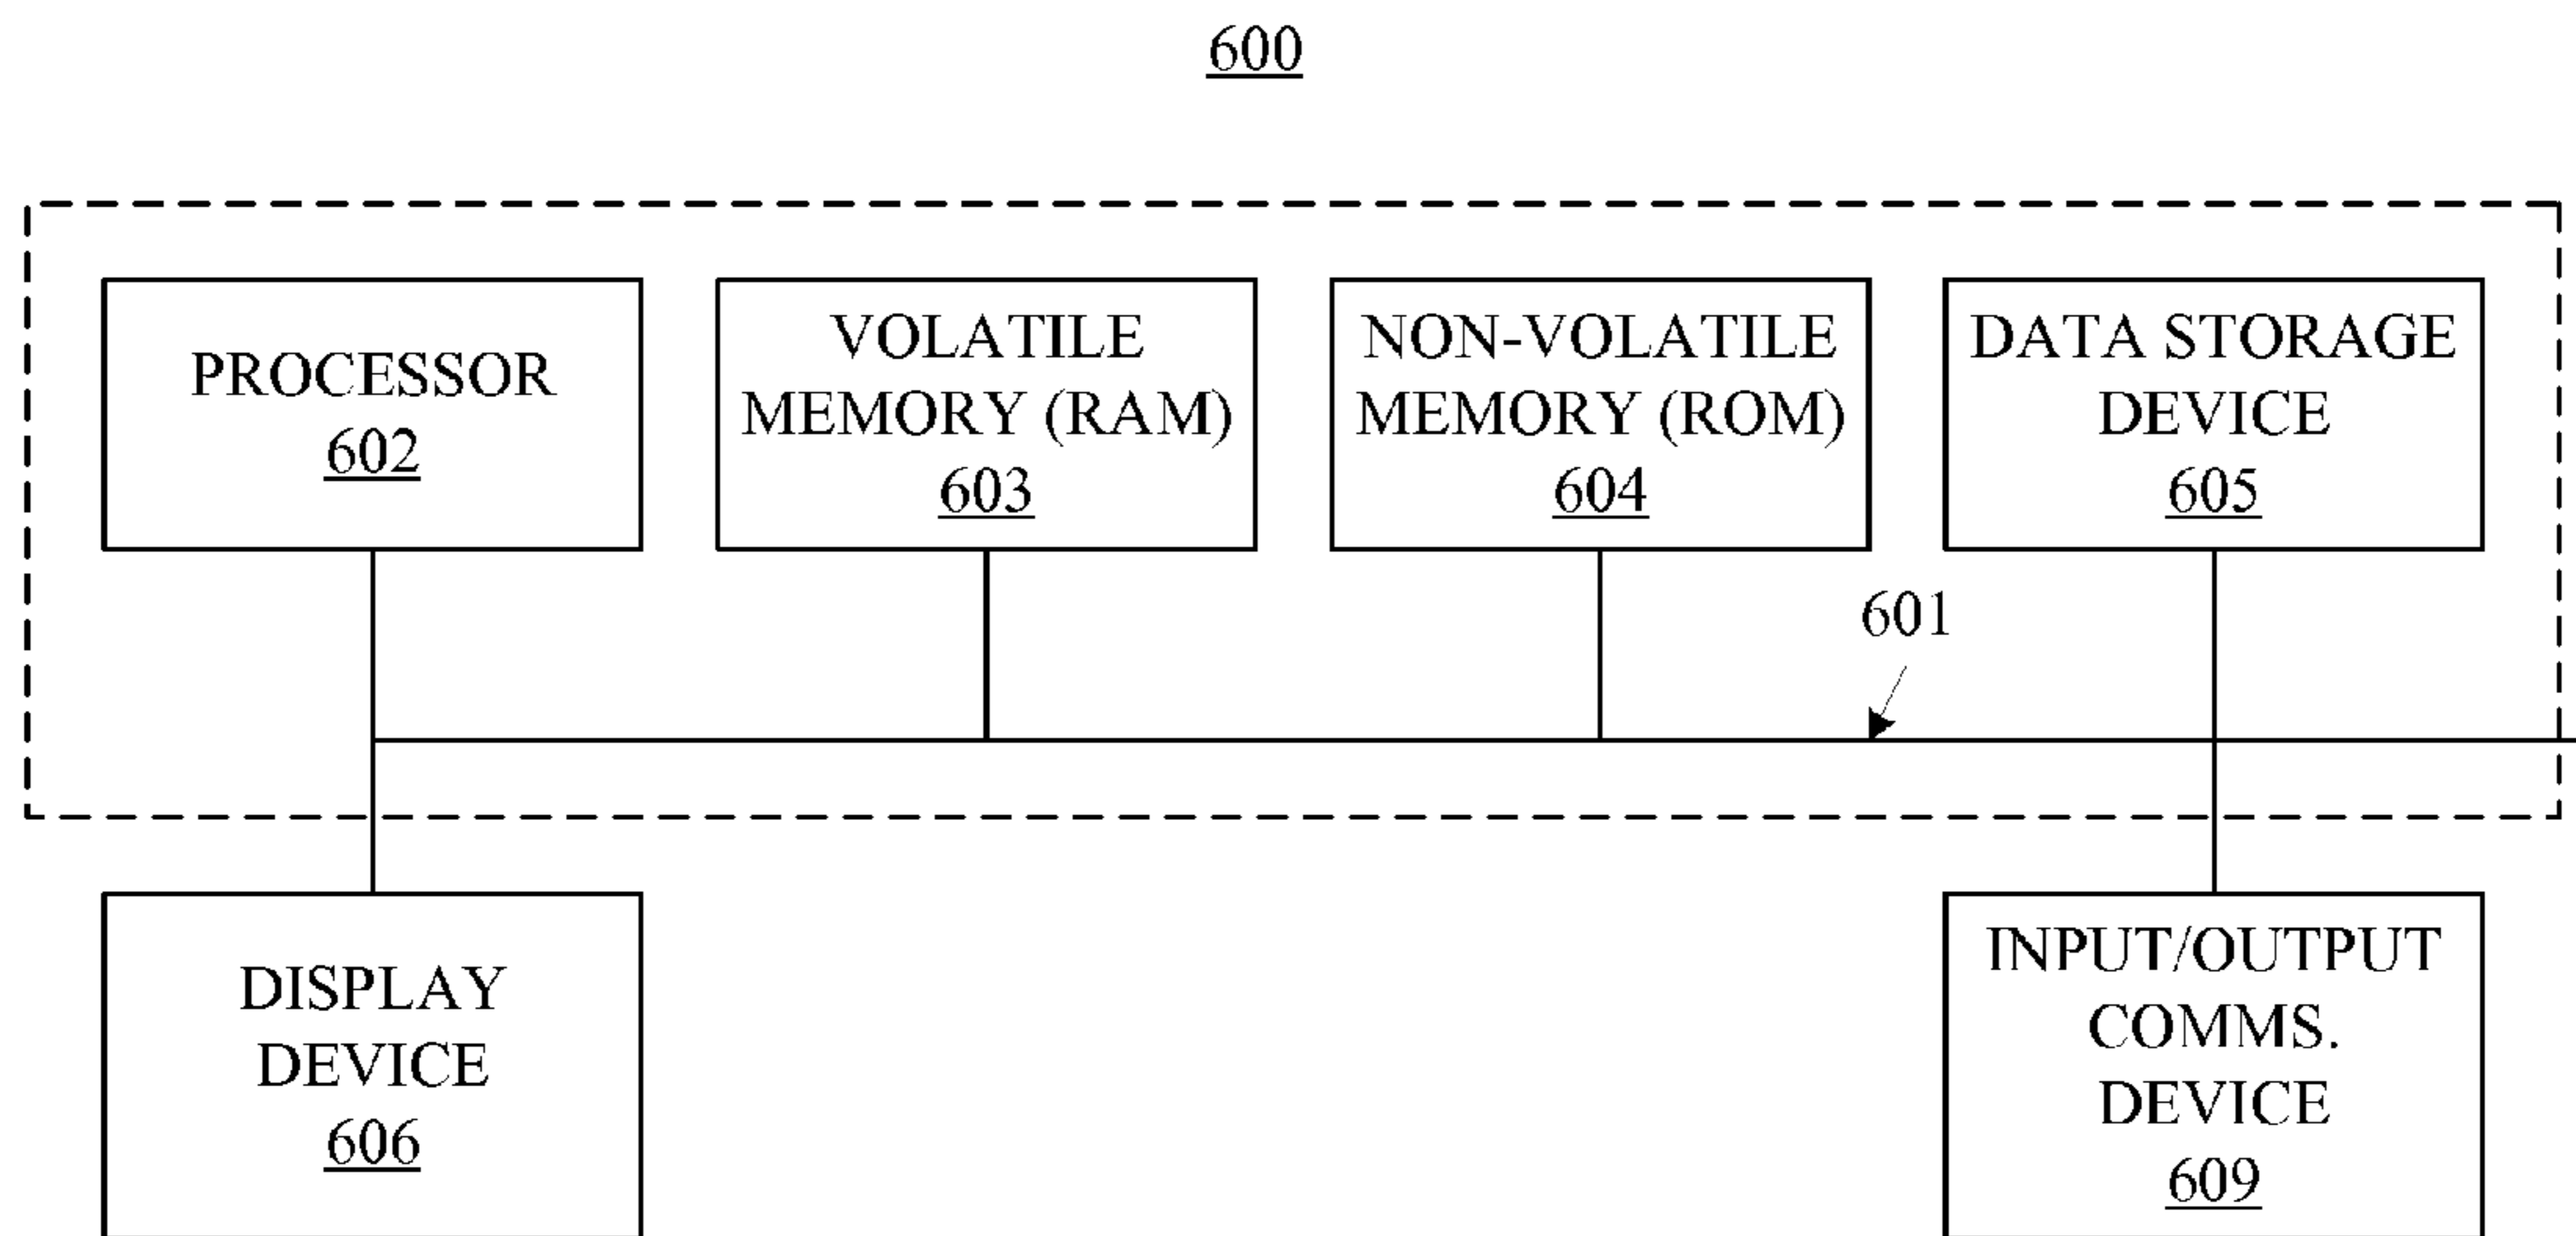 600
PROCESSOR
602
VOLATILE
MEMORY (RAM)
603
NON-VOLATILE
MEMORY (ROM)
604
DATA STORAGE
DEVICE
605
601
DISPLAY
DEVICE
606
INPUT/OUTPUT
COMMS.
DEVICE
609